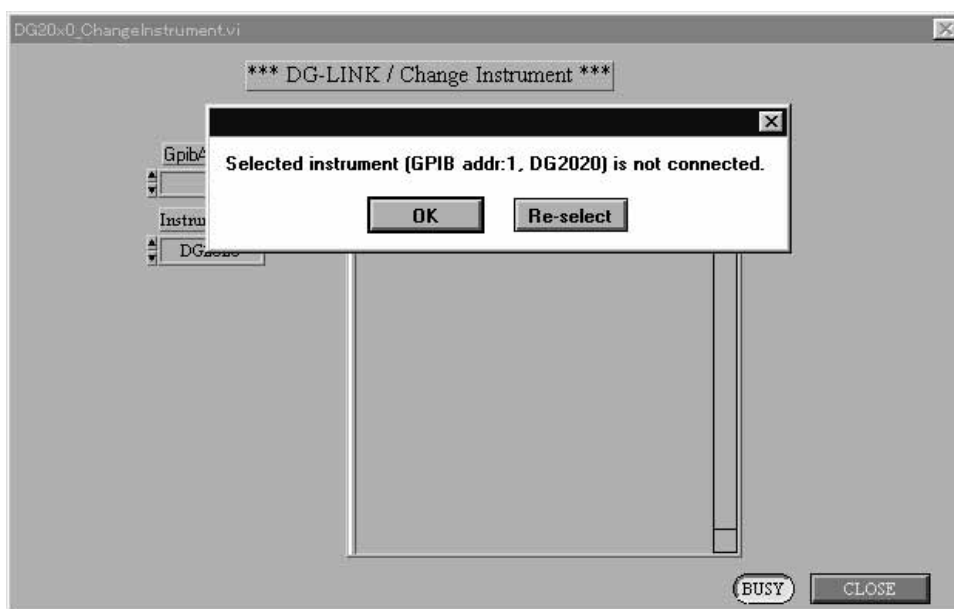 DG20x0_ChangeInstrument.vi
*** DG-LINK / Change Instrument ***
Selected instrument (GPIB addr:1, DG2020) is not connected.
OK
Re-select
BUSY
CLOSE